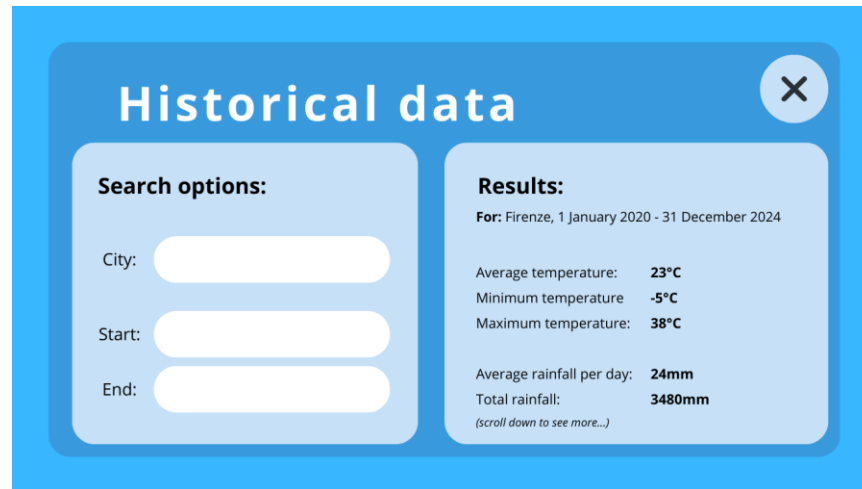 Historical data
Search options:
City:
Start:
End:
Results:
For: Firenze, 1 January 2020 - 31 December 2024
Average temperature: 23°C
Minimum temperature -5°C
Maximum temperature: 38°C
Average rainfall per day: 24mm
Total rainfall: 3480mm
(scroll down to see more...)